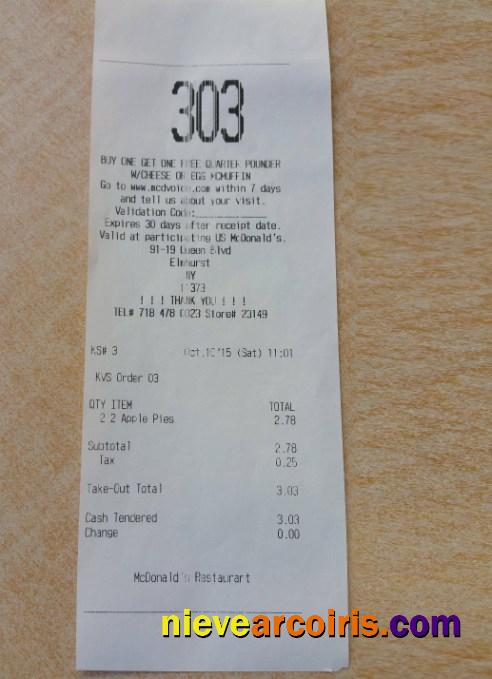 303
BUY ONE GET ONE FREE QUARTER POUNDER
W/CHEESE OR EGG MCMUFFIN
Go to www.mcdvoice.com within 7 days
and tell us about your visit.
Validation Code:____________
Expires 30 days after receipt date.
Valid at participating US McDonald's.
91-19 Queen Blvd
Elmhurst
NY
11373
! ! ! THANK YOU ! ! !
TEL# 718 478 0023 Store# 23149
KS# 3 Oct.10'15 (Sat) 11:01
KVS Order 03
QTY ITEM TOTAL
2 2 Apple Pies 2.78
Subtotal 2.78
Tax 0.25
Take-Out Total 3.03
Cash Tendered 3.03
Change 0.00
McDonald's Restaurart
nievearcoiris.com